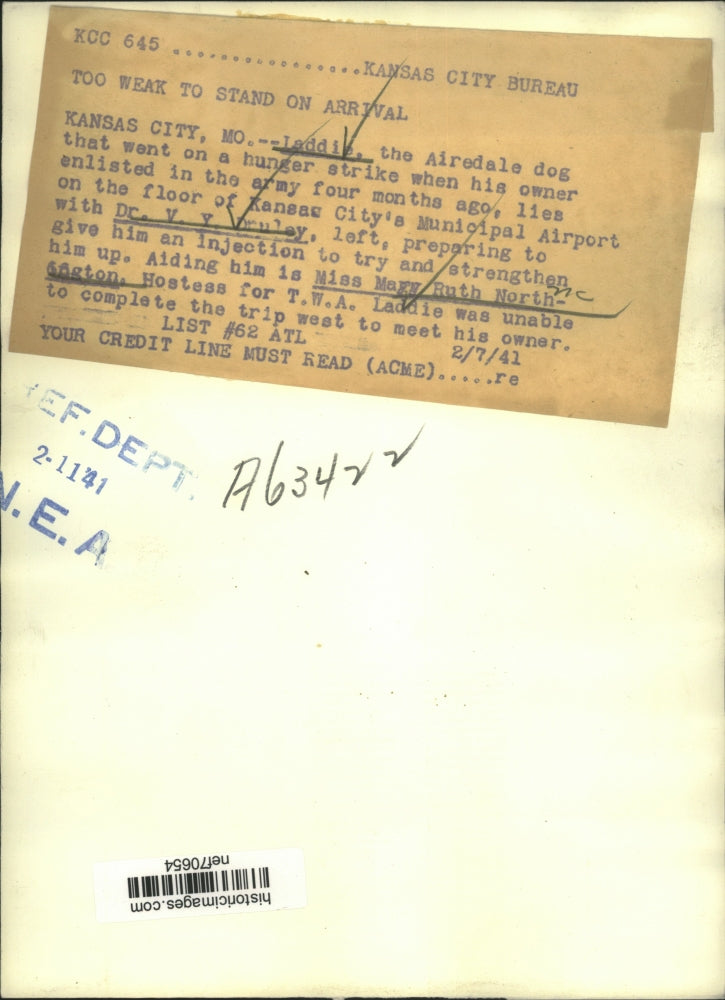 KCC 645 ................KANSAS CITY BUREAU
TOO WEAK TO STAND ON ARRIVAL
KANSAS CITY, MO.--Laddie, the Airedale dog
that went on a hunger strike when his owner
enlisted in the army four months ago, lies
on the floor of Kansas City's Municipal Airport
with Dr. V. Y. left, preparing to
give him an injection to try and strengthen
him up. Aiding him is Miss Mary Ruth North-
ington, Hostess for T.W.A. Laddie was unable
to complete the trip west to meet his owner.
LIST #62 ATL 2/7/41
YOUR CREDIT LINE MUST READ (ACME).....re
nc
REF. DEPT.
2-11'41
N.E.A
A63422
historicimages.com
nef70654